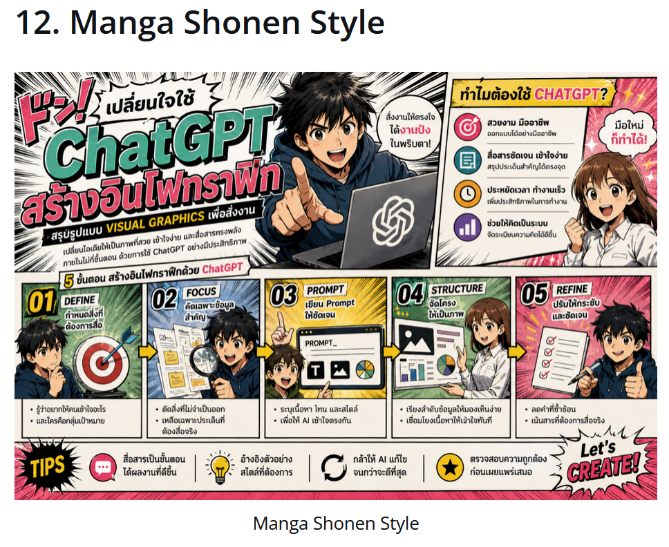 12. Manga Shonen Style
ドン!
เปลี่ยนใจใช้
ChatGPT
สร้างอินโฟกราฟิก
สรุปรูปแบบ VISUAL GRAPHICS เพื่อสั่งงาน
เปลี่ยนไอเดียให้เป็นภาพที่สวย เข้าใจง่าย และสื่อสารทรงพลัง
ภายในไม่กี่ขั้นตอน ด้วยการใช้ ChatGPT อย่างมีประสิทธิภาพ
สั่งงานให้ตรงใจ
ได้งานปัง
ในพริบตา!
ทำไมต้องใช้ CHATGPT?
สวยงาม มืออาชีพ
ออกแบบได้อย่างมืออาชีพ
สื่อสารชัดเจน เข้าใจง่าย
สรุปประเด็นสำคัญได้ตรงจุด
ประหยัดเวลา ทำงานเร็ว
เพิ่มประสิทธิภาพในการทำงาน
ช่วยให้คิดเป็นระบบ
จัดระเบียบความคิดได้ดีขึ้น
มือใหม่
ก็ทำได้!
5 ขั้นตอน สร้างอินโฟกราฟิกด้วย ChatGPT
01 DEFINE
กำหนดสิ่งที่
ต้องการสื่อ
• รู้ว่าอยากให้คนเข้าใจอะไร
• และใครคือกลุ่มเป้าหมาย
02 FOCUS
คัดเฉพาะข้อมูล
สำคัญ
• ตัดสิ่งที่ไม่จำเป็นออก
• เหลือเฉพาะประเด็นที่
ต้องสื่อจริง
03 PROMPT
เขียน Prompt
ให้ชัดเจน
PROMPT_
T
• ระบุเนื้อหา โทน และสไตล์
• เพื่อให้ AI เข้าใจตรงกัน
04 STRUCTURE
จัดโครง
ให้เป็นภาพ
• เรียงลำดับข้อมูลให้มองเห็นง่าย
• เชื่อมโยงเนื้อหาให้น่าเข้าใจทันที
05 REFINE
ปรับให้กระชับ
และชัดเจน
• ลดคำที่ซ้ำซ้อน
• เน้นสารที่ต้องการสื่อจริง
TIPS
สื่อสารเป็นขั้นตอน
ได้ผลงานที่ดีขึ้น
อ้างอิงตัวอย่าง
สไตล์ที่ต้องการ
กล้าให้ AI แก้ไข
จนกว่าจะดีที่สุด
ตรวจสอบความถูกต้อง
ก่อนเผยแพร่เสมอ
Let's
CREATE!
Manga Shonen Style